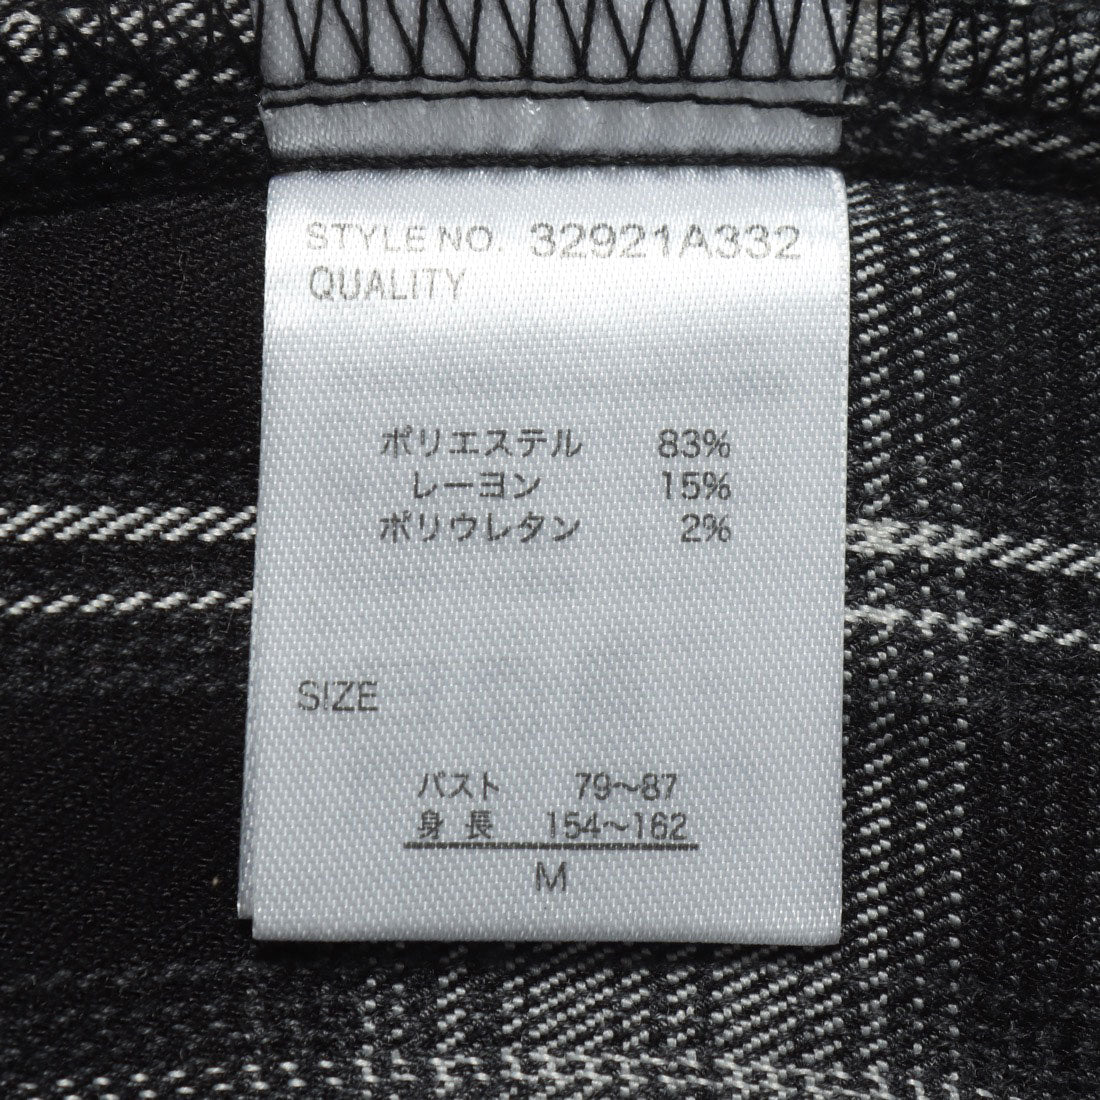 STYLE NO. 32921A332
QUALITY
ポリエステル 83%
レーヨン 15%
ポリウレタン 2%
SIZE
バスト 79~87
身長 154~162
M